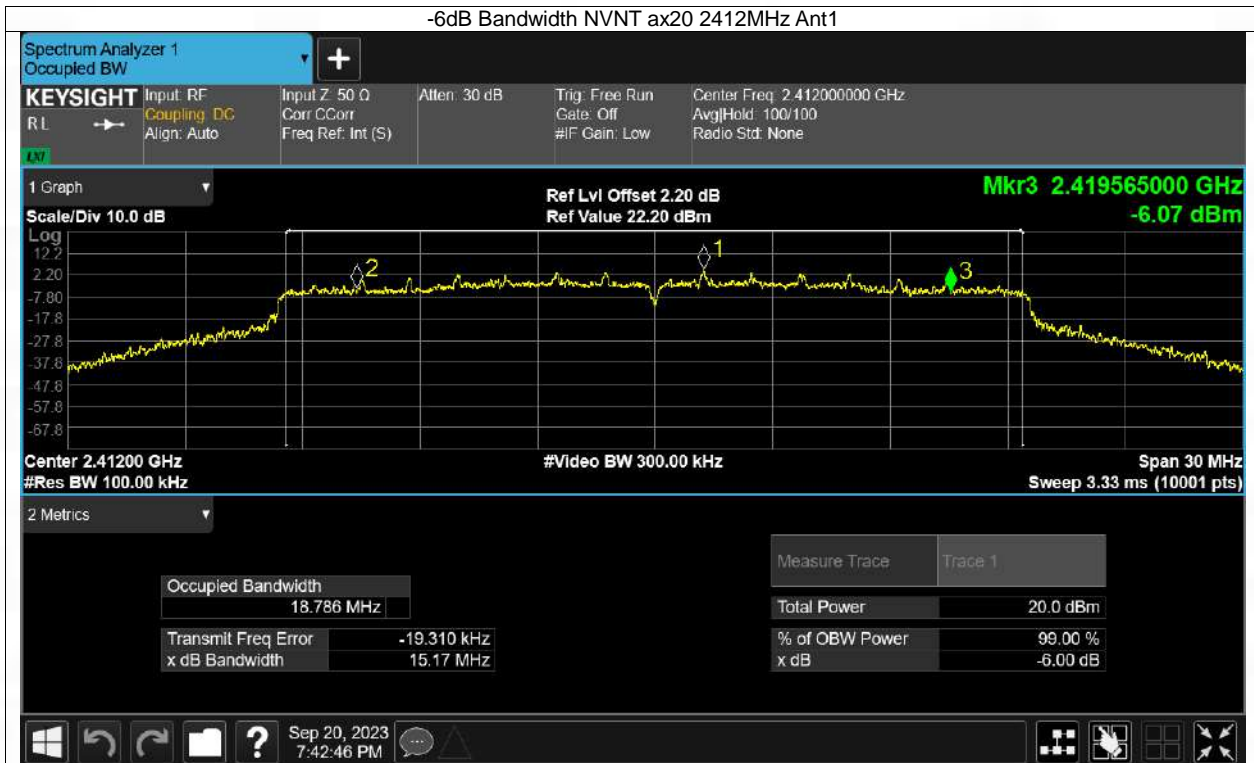 -6dB Bandwidth NVNT ax20 2412MHz Ant1
Spectrum Analyzer 1
Occupied BW
KEYSIGHT
RL
LXI
Input: RF
Coupling: DC
Align: Auto
Input Z: 50 Ω
Corr CCorr
Freq Ref: Int (S)
Atten: 30 dB
Trig: Free Run
Gate: Off
#IF Gain: Low
Center Freq: 2.412000000 GHz
Avg|Hold: 100/100
Radio Std: None
1 Graph
Scale/Div 10.0 dB
Ref Lvl Offset 2.20 dB
Ref Value 22.20 dBm
Mkr3 2.419565000 GHz
-6.07 dBm
Log
12.2
2.20
-7.80
-17.8
-27.8
-37.8
-47.8
-57.8
-67.8
2
1
3
Center 2.41200 GHz
#Res BW 100.00 kHz
#Video BW 300.00 kHz
Span 30 MHz
Sweep 3.33 ms (10001 pts)
2 Metrics
Measure Trace Trace 1
Occupied Bandwidth
18.786 MHz
Total Power 20.0 dBm
Transmit Freq Error -19.310 kHz
% of OBW Power 99.00 %
x dB Bandwidth 15.17 MHz
x dB -6.00 dB
?
Sep 20, 2023
7:42:46 PM